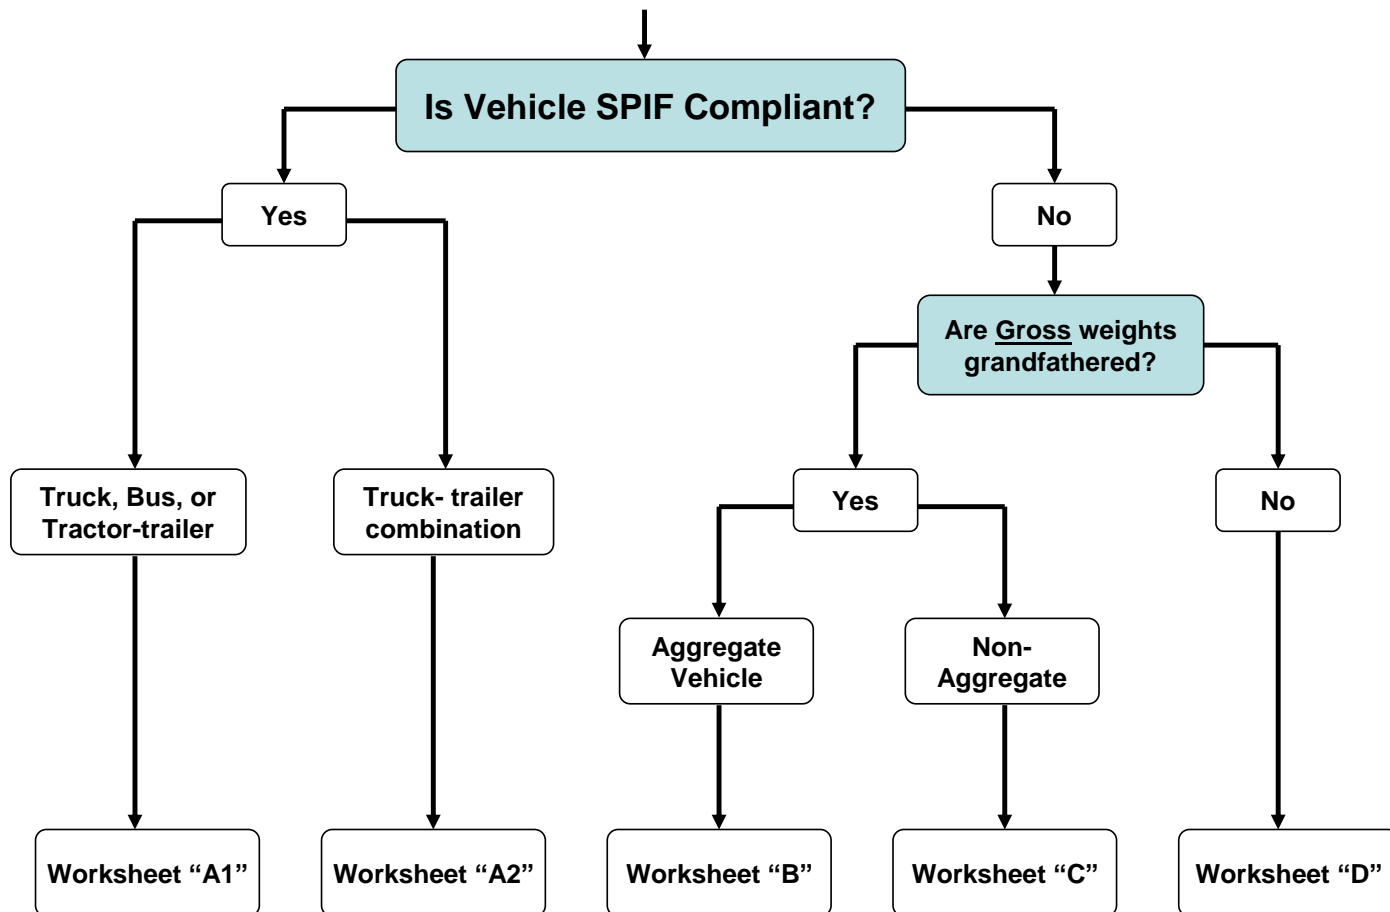 Is Vehicle SPIF Compliant?
Yes
No
Are Gross weights
grandfathered?
Truck, Bus, or
Tractor-trailer
Truck- trailer
combination
Yes
No
Aggregate
Vehicle
Non-
Aggregate
Worksheet “A1”
Worksheet “A2”
Worksheet “B”
Worksheet “C”
Worksheet “D”